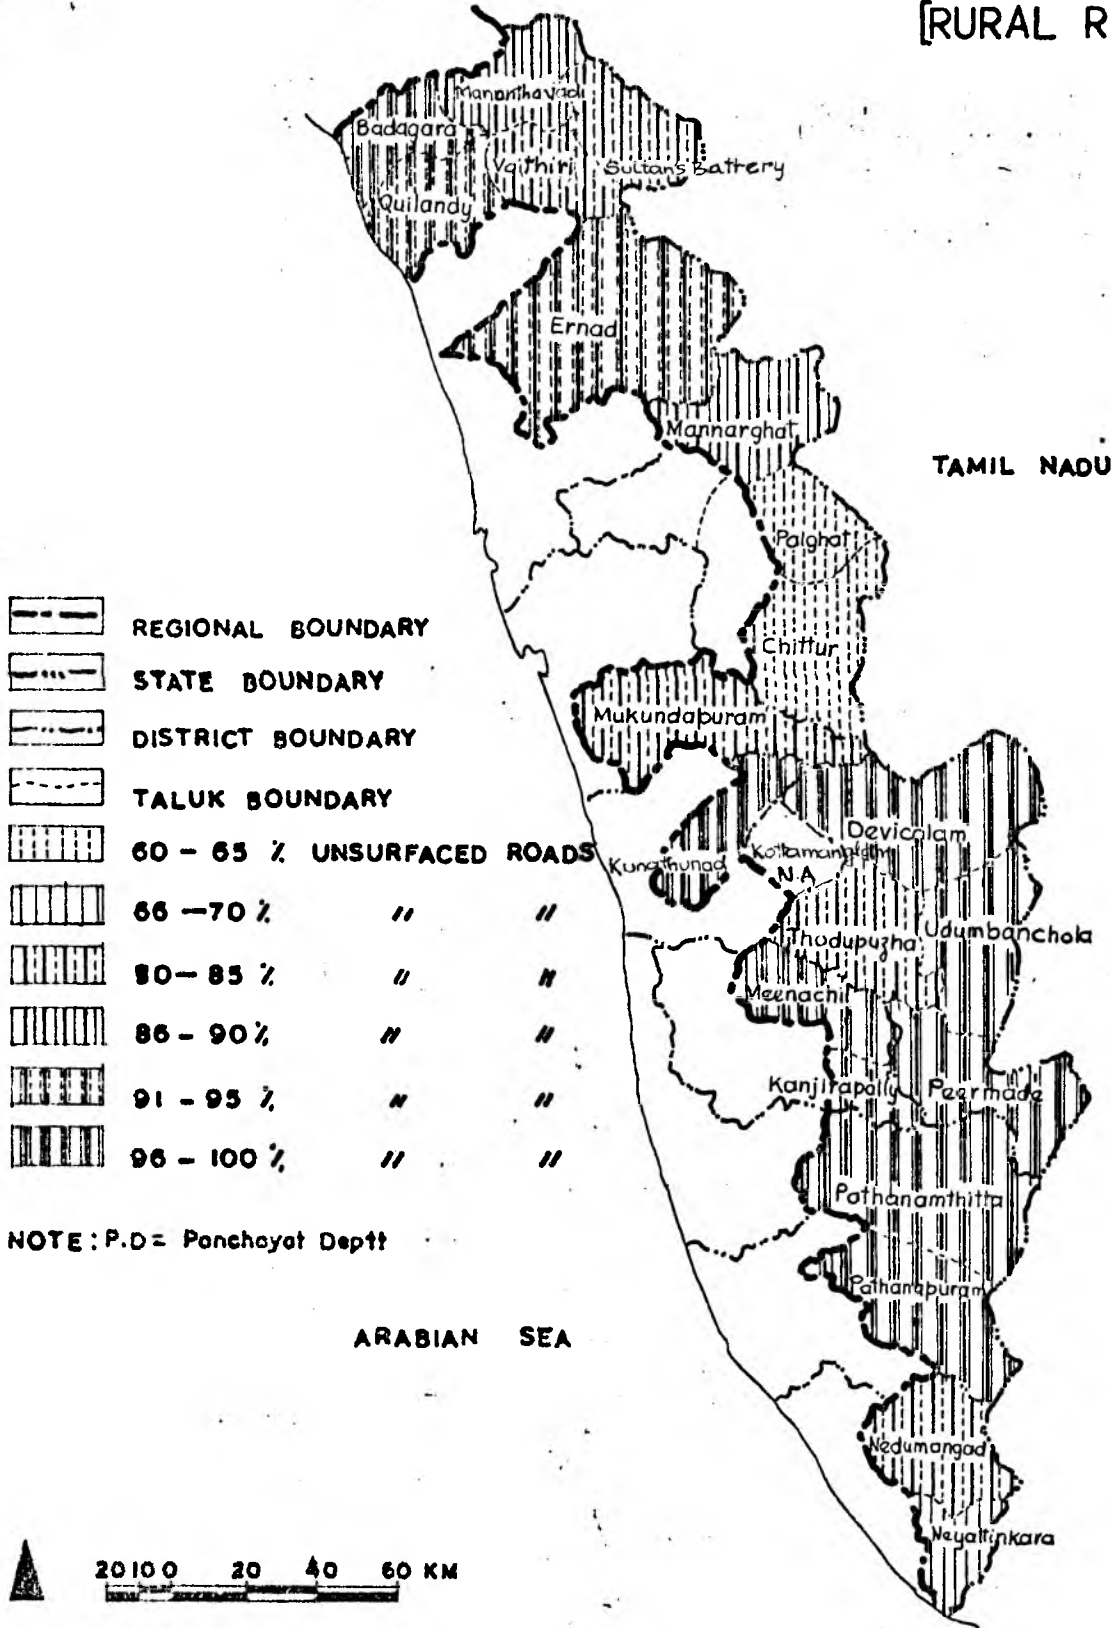 [RURAL R
Mananthavadi
Badagara
Vaithiri
Sultan's Battery
Quilandy
Ernad
Mannarghat
TAMIL NADU
Palghat
REGIONAL BOUNDARY
Chittur
STATE BOUNDARY
Mukundapuram
DISTRICT BOUNDARY
TALUK BOUNDARY
Devicolam
60 - 65 % UNSURFACED ROADS
Kunathunad
N.A
66 - 70 % " "
Udumbanchola
Thodupuzha
80 - 85 % " "
Meenachil
86 - 90 % " "
Kanjirapally Peermade
91 - 95 % " "
96 - 100 % " "
Pathanamthitta
NOTE: P.D = Panchayat Deptt
Pathanapuram
ARABIAN SEA
Nedumangad
Neyattinkara
20 10 0 20 40 60 KM